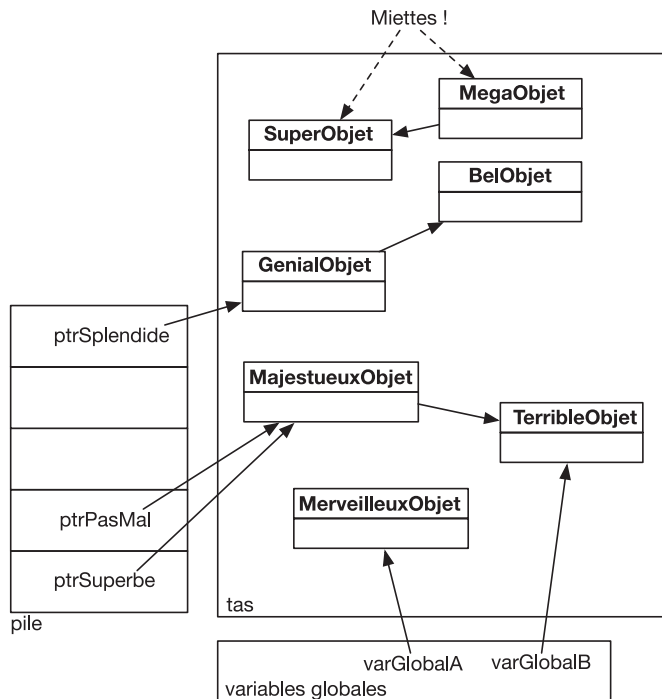 Miettes !
MegaObjet
SuperObjet
BelObjet
GenialObjet
ptrSplendide
MajestueuxObjet
TerribleObjet
MerveilleuxObjet
ptrPasMal
ptrSuperbe
tas
pile
varGlobalA
varGlobalB
variables globales